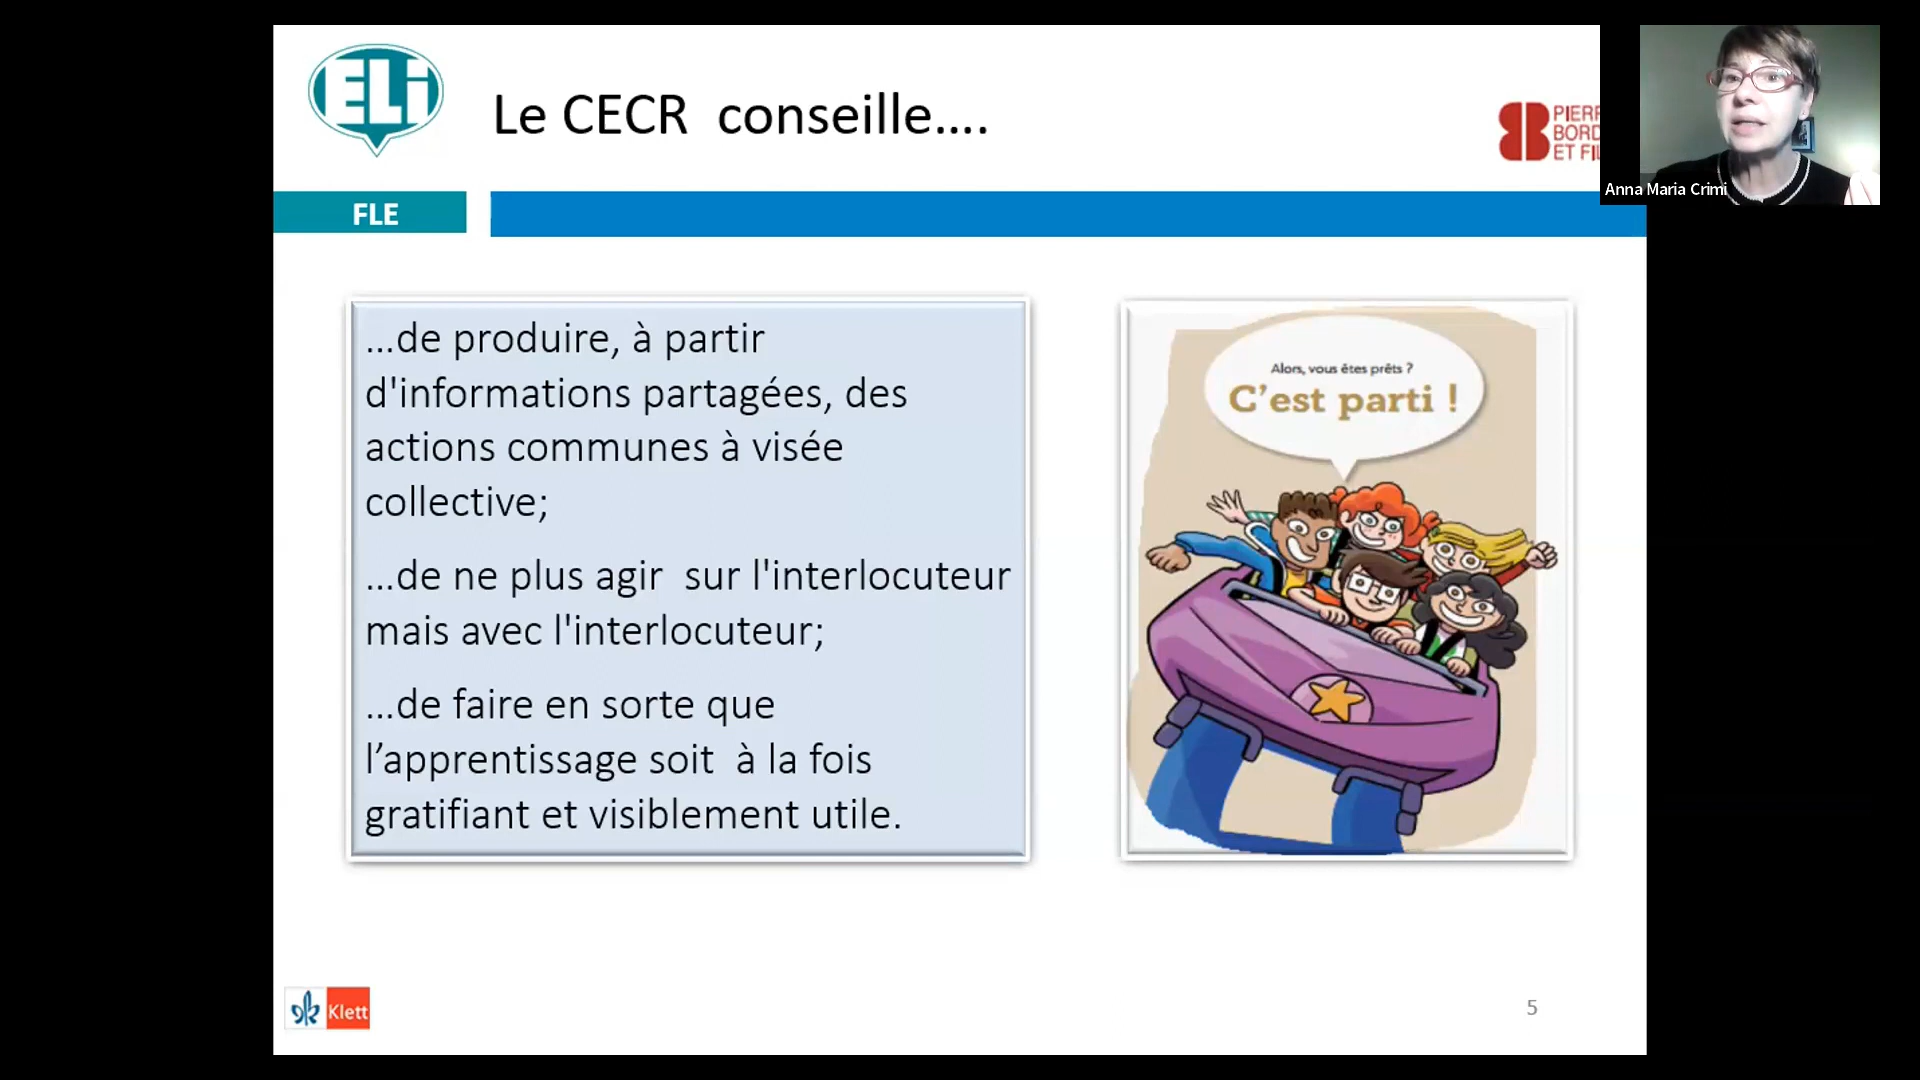 ELi
Le CECR  conseille....
PIERR
BORD
ET FIL
Anna Maria Crimi
FLE
...de produire, à partir
d'informations partagées, des
actions communes à visée
collective;
...de ne plus agir  sur l'interlocuteur
mais avec l'interlocuteur;
...de faire en sorte que
l’apprentissage soit  à la fois
gratifiant et visiblement utile.
Alors, vous êtes prêts ?
C’est parti !
Klett
5